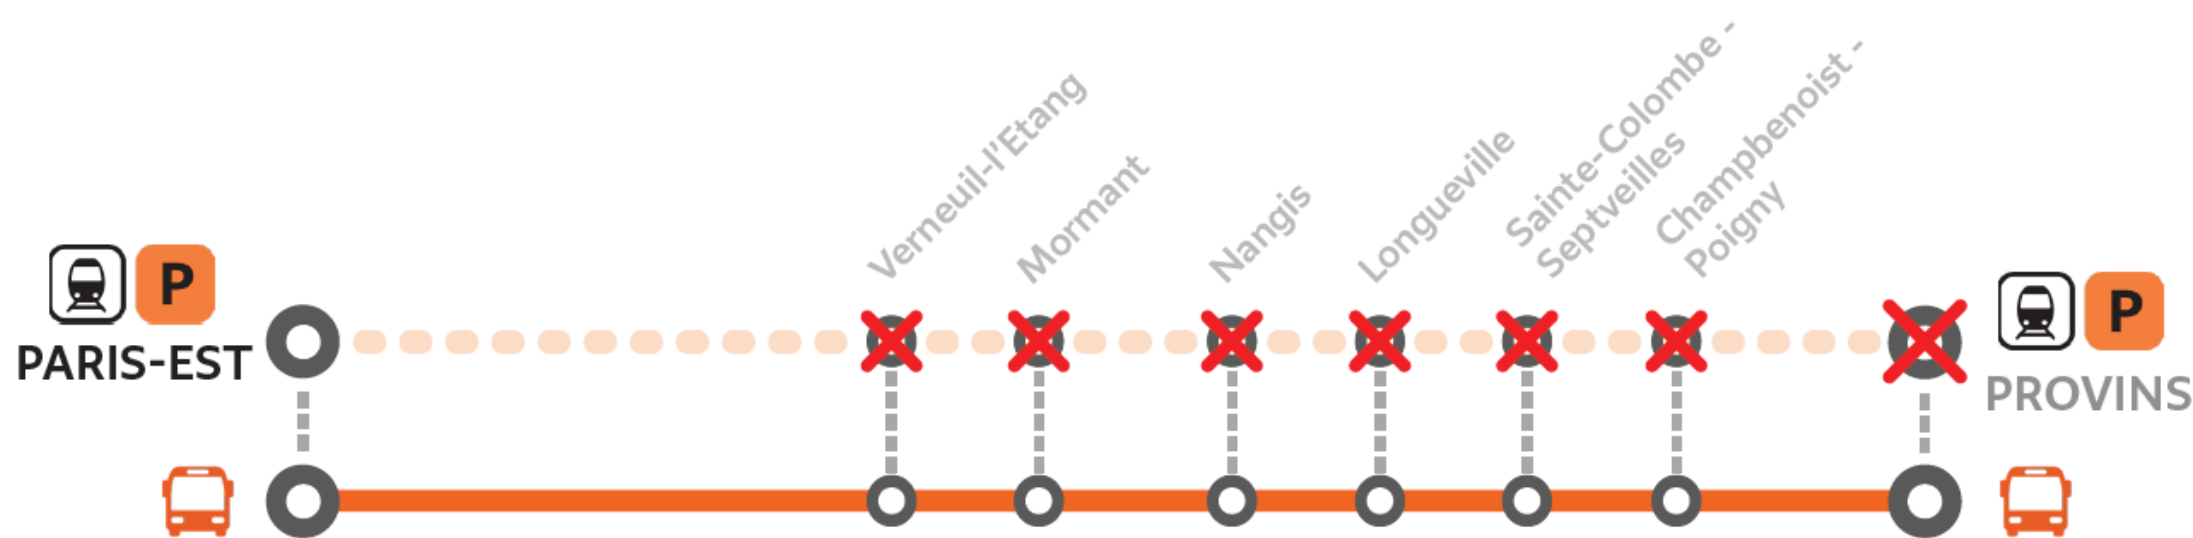 P
PARIS-EST
Verneuil-l'Etang
Mormant
Nangis
Longueville
Sainte-Colombe -
Septveilles
Champbenoist -
Poigny
P
PROVINS